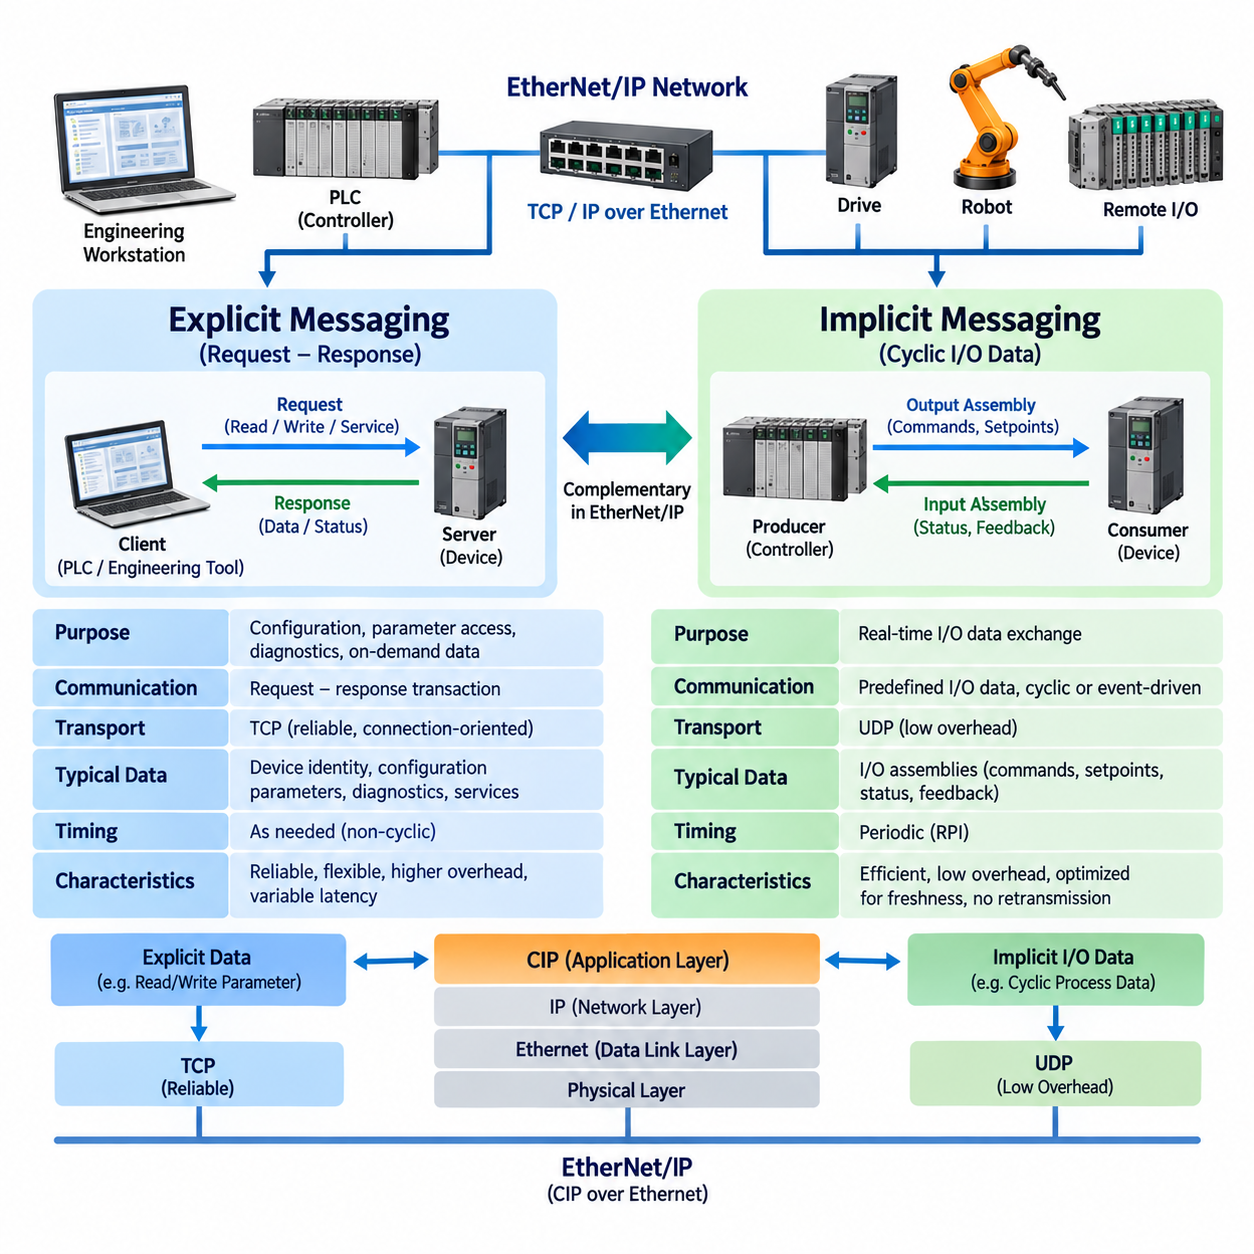 EtherNet/IP Network
PLC
(Controller)
TCP / IP over Ethernet
Drive
Robot
Remote I/O
Engineering
Workstation
Explicit Messaging
(Request – Response)
Request
(Read / Write / Service)
Response
(Data / Status)
Client
(PLC / Engineering Tool)
Server
(Device)
Complementary
in EtherNet/IP
Implicit Messaging
(Cyclic I/O Data)
Output Assembly
(Commands, Setpoints)
Input Assembly
(Status, Feedback)
Producer
(Controller)
Consumer
(Device)
Purpose
Configuration, parameter access,
diagnostics, on-demand data
Communication
Request – response transaction
Transport
TCP (reliable, connection-oriented)
Typical Data
Device identity, configuration
parameters, diagnostics, services
Timing
As needed (non-cyclic)
Characteristics
Reliable, flexible, higher overhead,
variable latency
Purpose
Real-time I/O data exchange
Communication
Predefined I/O data, cyclic or event-driven
Transport
UDP (low overhead)
Typical Data
I/O assemblies (commands, setpoints,
status, feedback)
Timing
Periodic (RPI)
Characteristics
Efficient, low overhead, optimized
for freshness, no retransmission
Explicit Data
(e.g. Read/Write Parameter)
TCP
(Reliable)
CIP (Application Layer)
IP (Network Layer)
Ethernet (Data Link Layer)
Physical Layer
Implicit I/O Data
(e.g. Cyclic Process Data)
UDP
(Low Overhead)
EtherNet/IP
(CIP over Ethernet)